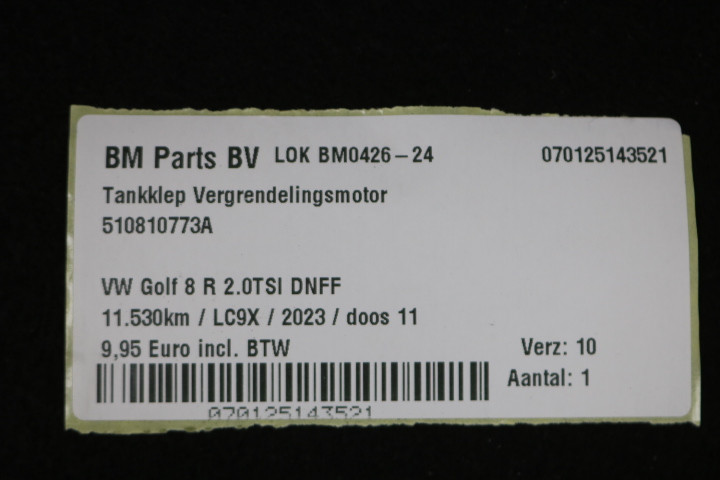 BM Parts BV LOK BM0426-24 070125143521
Tankklep Vergrendelingsmotor
510810773A
VW Golf 8 R 2.0TSI DNFF
11.530km / LC9X / 2023 / doos 11
9,95 Euro incl. BTW Verz: 10
Aantal: 1
070125143521